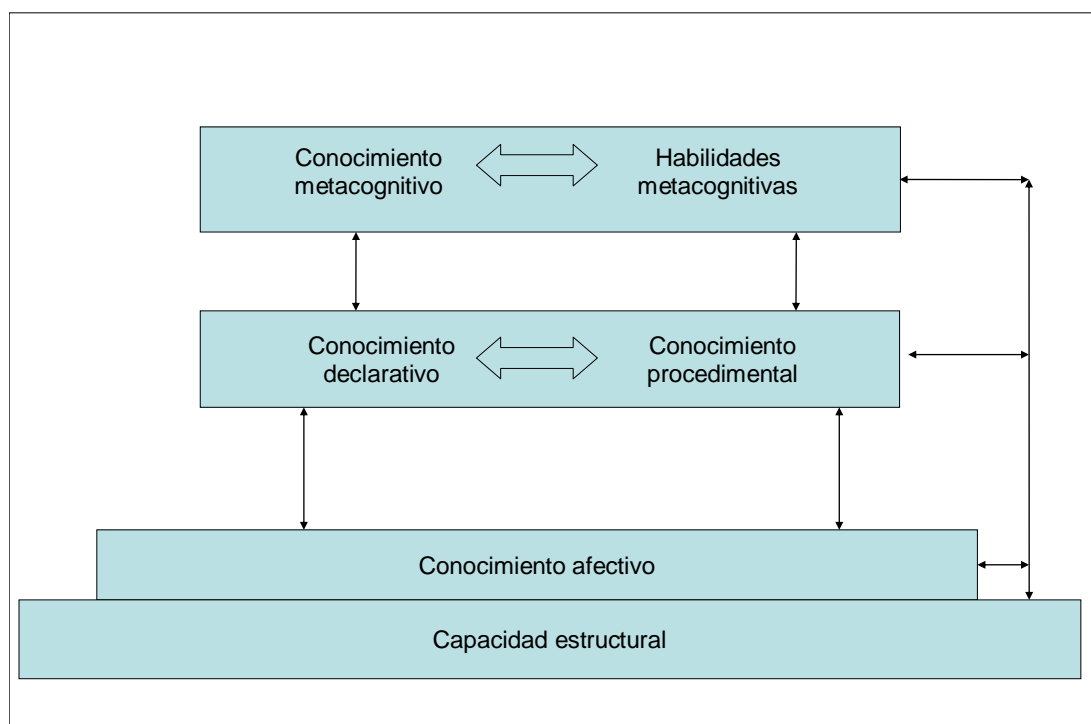 Conocimiento
metacognitivo
Habilidades
metacognitivas
Conocimiento
declarativo
Conocimiento
procedimental
Conocimiento afectivo
Capacidad estructural